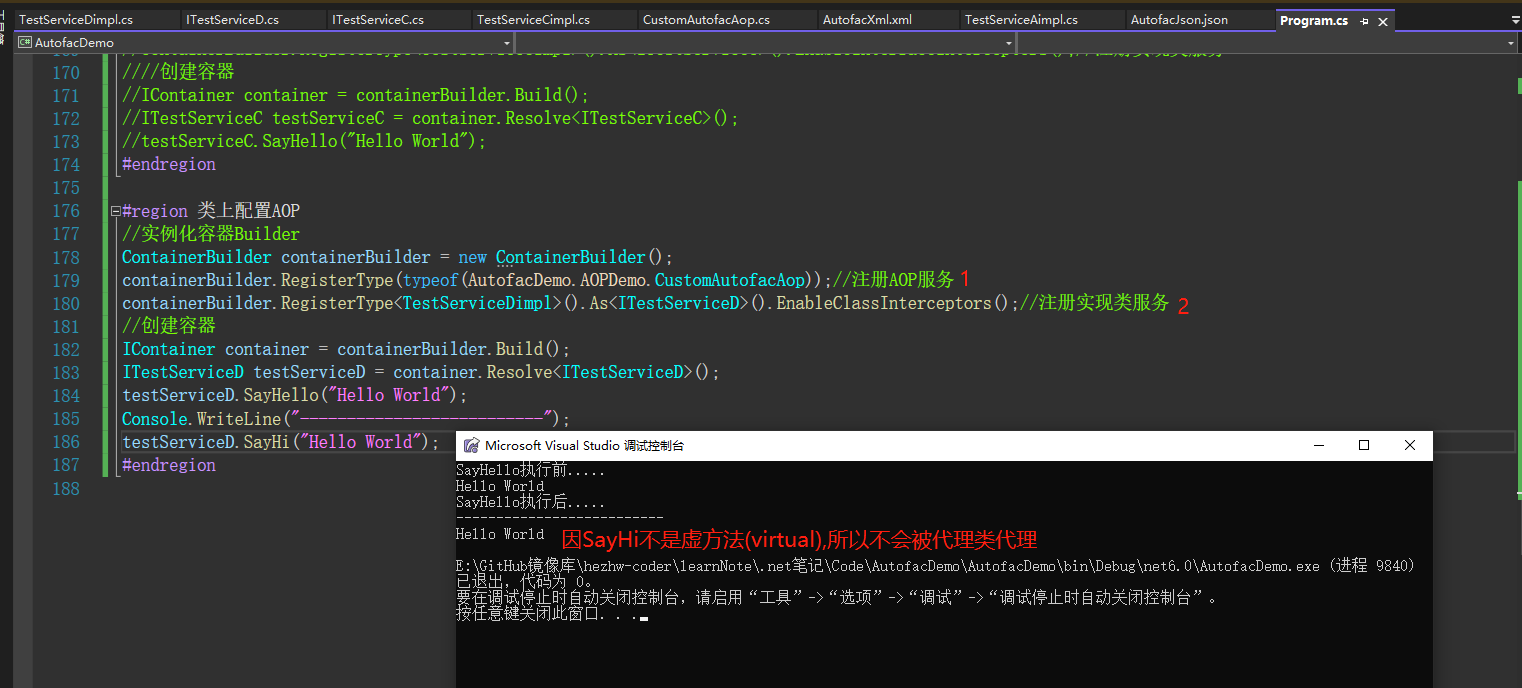 TestServiceDimpl.cs ITestServiceD.cs ITestServiceC.cs TestServiceCimpl.cs CustomAutofacAop.cs AutofacXml.xml TestServiceAimpl.cs AutofacJson.json Program.cs
C# AutofacDemo
170 ////创建容器
171 //IContainer container = containerBuilder.Build();
172 //ITestServiceC testServiceC = container.Resolve<ITestServiceC>();
173 //testServiceC.SayHello("Hello World");
174 #endregion
175
176 #region 类上配置AOP
177 //实例化容器Builder
178 ContainerBuilder containerBuilder = new ContainerBuilder();
179 containerBuilder.RegisterType(typeof(AutofacDemo.AOPDemo.CustomAutofacAop));//注册AOP服务 1
180 containerBuilder.RegisterType<TestServiceDimpl>().As<ITestServiceD>().EnableClassInterceptors();//注册实现类服务 2
181 //创建容器
182 IContainer container = containerBuilder.Build();
183 ITestServiceD testServiceD = container.Resolve<ITestServiceD>();
184 testServiceD.SayHello("Hello World");
185 Console.WriteLine("--------------------------");
186 testServiceD.SayHi("Hello World");
187 #endregion
188
Microsoft Visual Studio 调试控制台
SayHello执行前.....
Hello World
SayHello执行后.....
--------------------------
Hello World 因SayHi不是虚方法(virtual),所以不会被代理类代理
E:\GitHub镜像库\hezhw-coder\learnNote\.net笔记\Code\AutofacDemo\AutofacDemo\bin\Debug\net6.0\AutofacDemo.exe (进程 9840)
已退出，代码为 0。
要在调试停止时自动关闭控制台，请启用“工具”->“选项”->“调试”->“调试停止时自动关闭控制台”。
按任意键关闭此窗口. . .